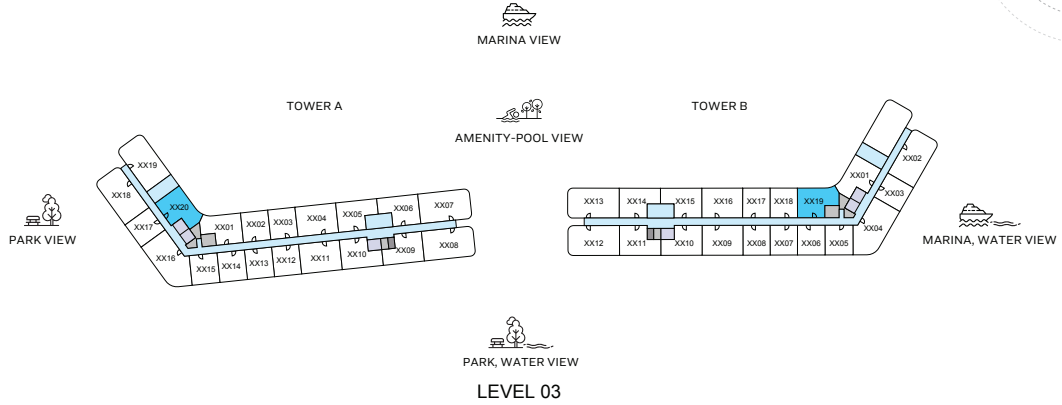 MARINA VIEW
TOWER A
TOWER B
AMENITY-POOL VIEW
XX19
XX18
XX20
XX17
XX16
XX01
XX02
XX03
XX04
XX05
XX06
XX07
XX15
XX14
XX13
XX12
XX11
XX10
XX09
XX08
XX13
XX14
XX15
XX16
XX17
XX18
XX19
XX01
XX02
XX03
XX04
XX12
XX11
XX10
XX09
XX08
XX07
XX06
XX05
PARK VIEW
MARINA, WATER VIEW
PARK, WATER VIEW
LEVEL 03